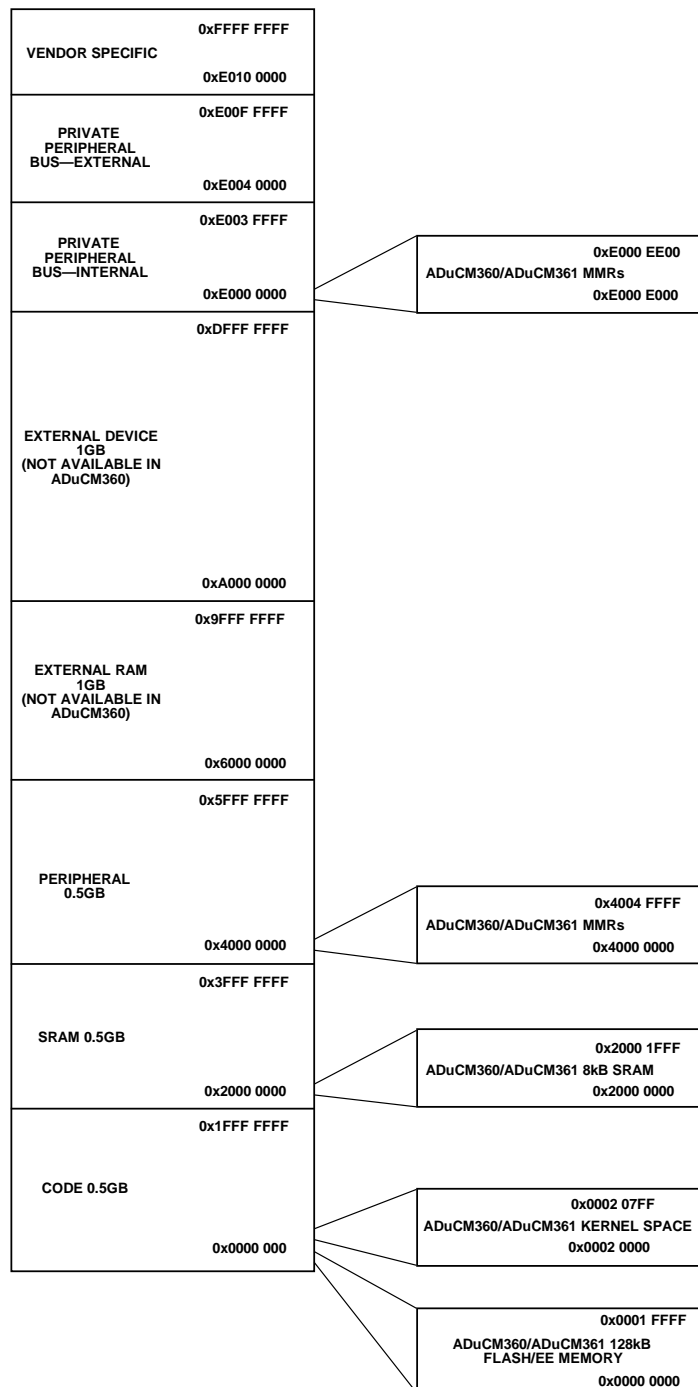 0xFFFF FFFF
VENDOR SPECIFIC
0xE010 0000
0xE00F FFFF
PRIVATE
PERIPHERAL
BUS—EXTERNAL
0xE004 0000
0xE003 FFFF
PRIVATE
PERIPHERAL
BUS—INTERNAL
0xE000 0000
0xE000 EE00
ADuCM360/ADuCM361 MMRs
0xE000 E000
0xDFFF FFFF
EXTERNAL DEVICE
1GB
(NOT AVAILABLE IN
ADuCM360)
0xA000 0000
0x9FFF FFFF
EXTERNAL RAM
1GB
(NOT AVAILABLE IN
ADuCM360)
0x6000 0000
0x5FFF FFFF
PERIPHERAL
0.5GB
0x4000 0000
0x4004 FFFF
ADuCM360/ADuCM361 MMRs
0x4000 0000
0x3FFF FFFF
SRAM 0.5GB
0x2000 0000
0x2000 1FFF
ADuCM360/ADuCM361 8kB SRAM
0x2000 0000
0x1FFF FFFF
CODE 0.5GB
0x0000 000
0x0002 07FF
ADuCM360/ADuCM361 KERNEL SPACE
0x0002 0000
0x0001 FFFF
ADuCM360/ADuCM361 128kB
FLASH/EE MEMORY
0x0000 0000